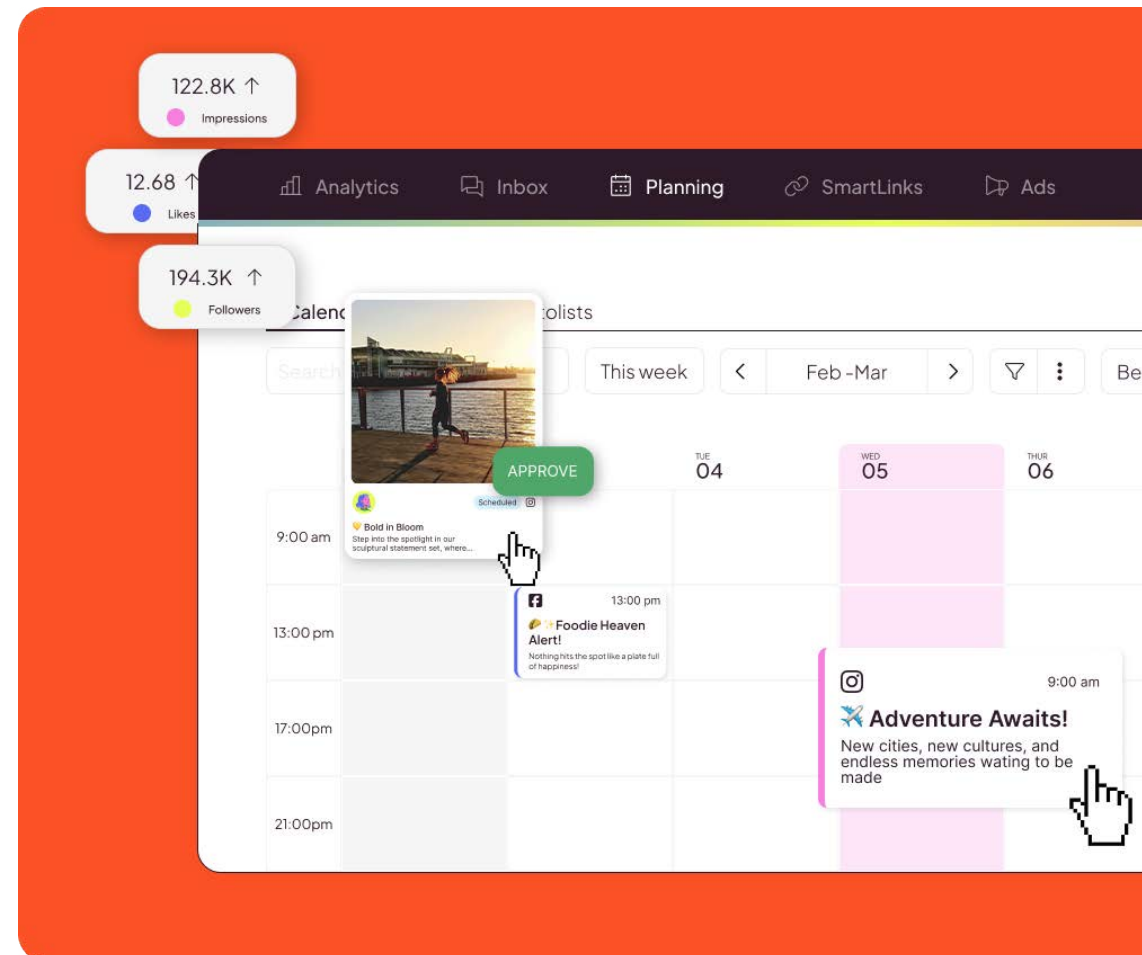 122.8K ↑
Impressions
12.68 ↑
Likes
194.3K ↑
Followers
Analytics
Inbox
Planning
SmartLinks
Ads
Search
This week
Feb -Mar
TUE
04
WED
05
THUR
06
APPROVE
Scheduled
💛 Bold in Bloom
Step into the spotlight in our
sculptural statement set, where...
9:00 am
13:00 pm
17:00pm
21:00pm
13:00 pm
🌮✨Foodie Heaven
Alert!
Nothing hits the spot like a plate full
of happiness!
9:00 am
✈️ Adventure Awaits!
New cities, new cultures, and
endless memories wating to be
made